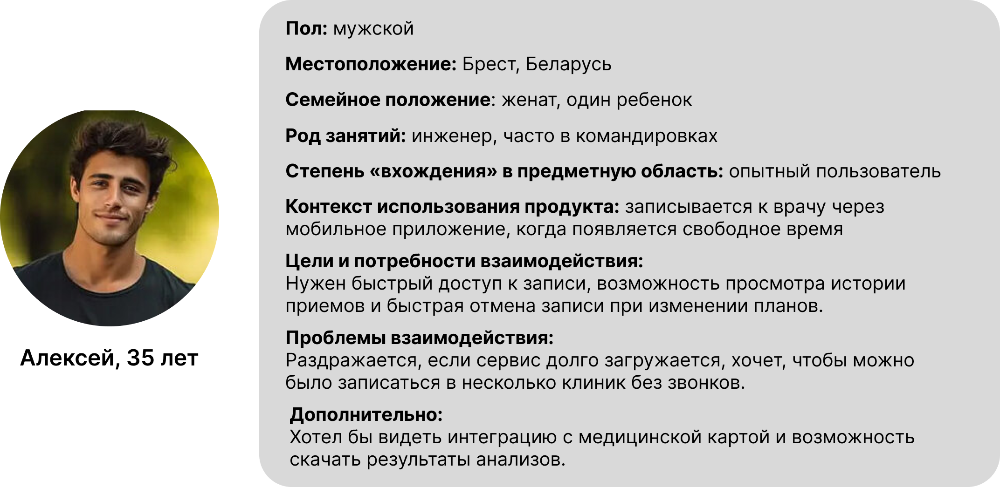 Пол: мужской
Местоположение: Брест, Беларусь
Семейное положение: женат, один ребенок
Род занятий: инженер, часто в командировках
Степень «вхождения» в предметную область: опытный пользователь
Контекст использования продукта: записывается к врачу через
мобильное приложение, когда появляется свободное время
Цели и потребности взаимодействия:
Нужен быстрый доступ к записи, возможность просмотра истории
приемов и быстрая отмена записи при изменении планов.
Проблемы взаимодействия:
Раздражается, если сервис долго загружается, хочет, чтобы можно
было записаться в несколько клиник без звонков.
Дополнительно:
Хотел бы видеть интеграцию с медицинской картой и возможность
скачать результаты анализов.
Алексей, 35 лет